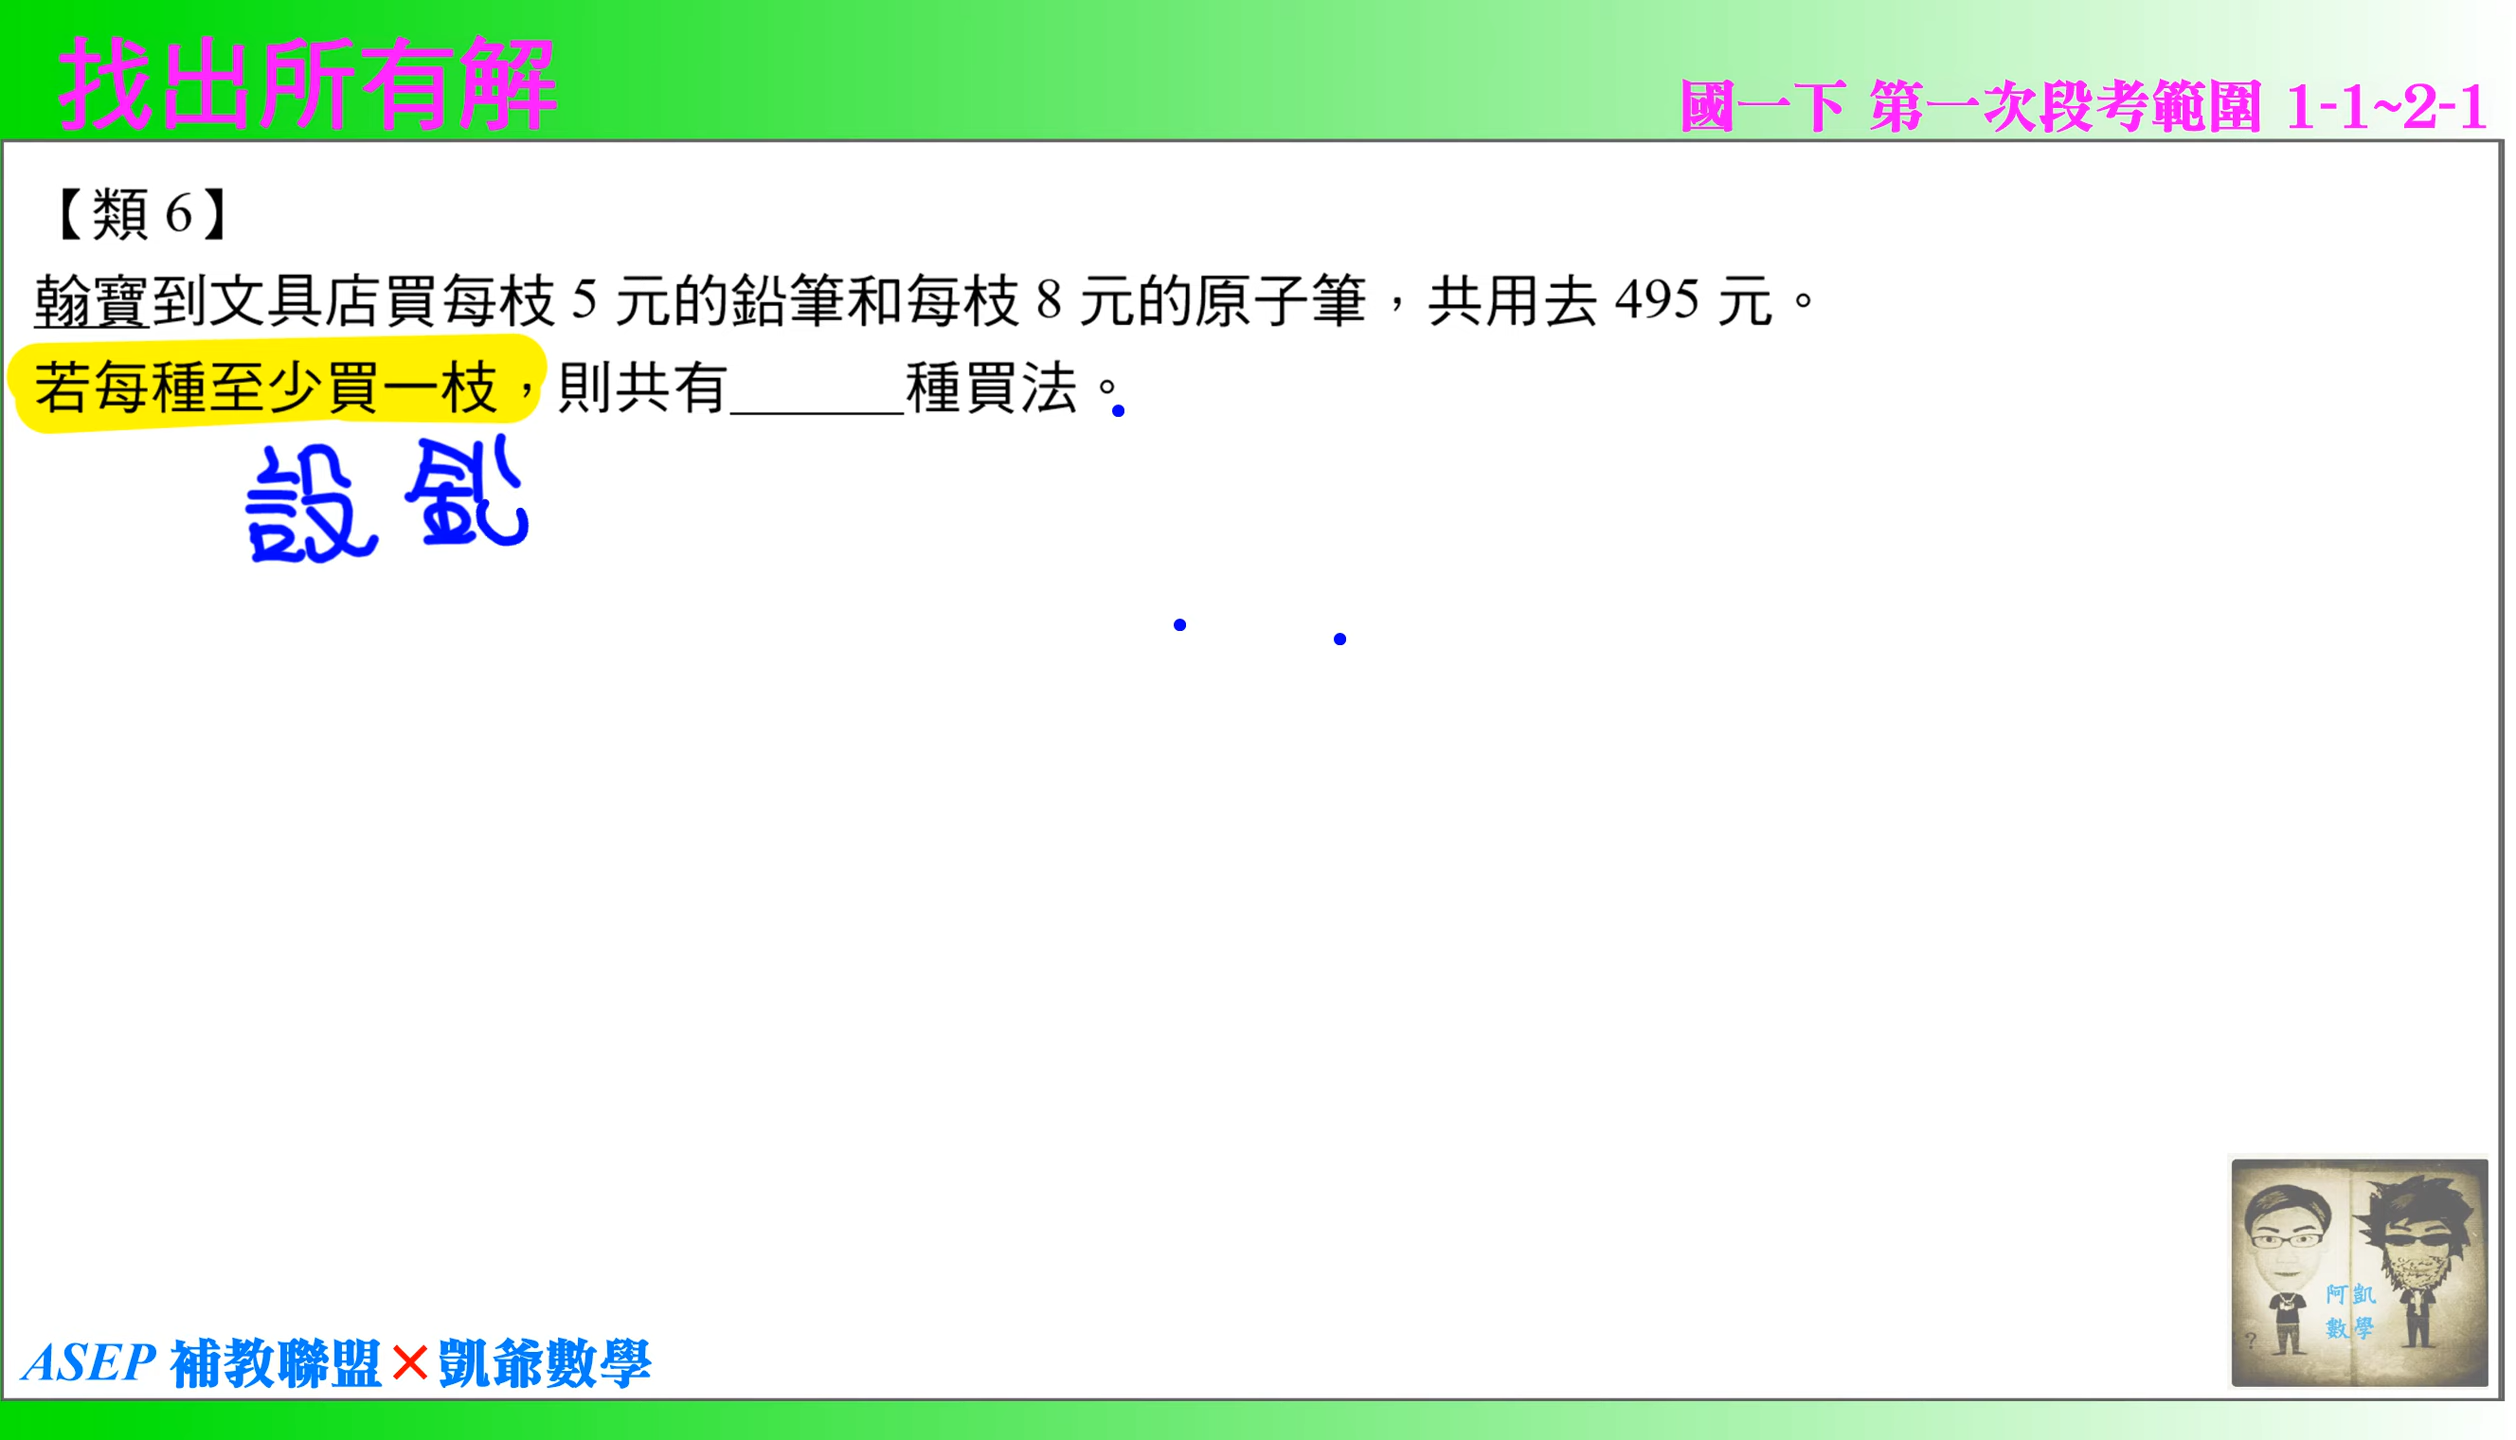 找出所有解
國一下 第一次段考範圍 1-1~2-1
【類 6】
翰寶到文具店買每枝 5 元的鉛筆和每枝 8 元的原子筆，共用去 495 元。
若每種至少買一枝，則共有______種買法。
設 鉛
阿凱
數學
?
ASEP 補教聯盟×凱爺數學